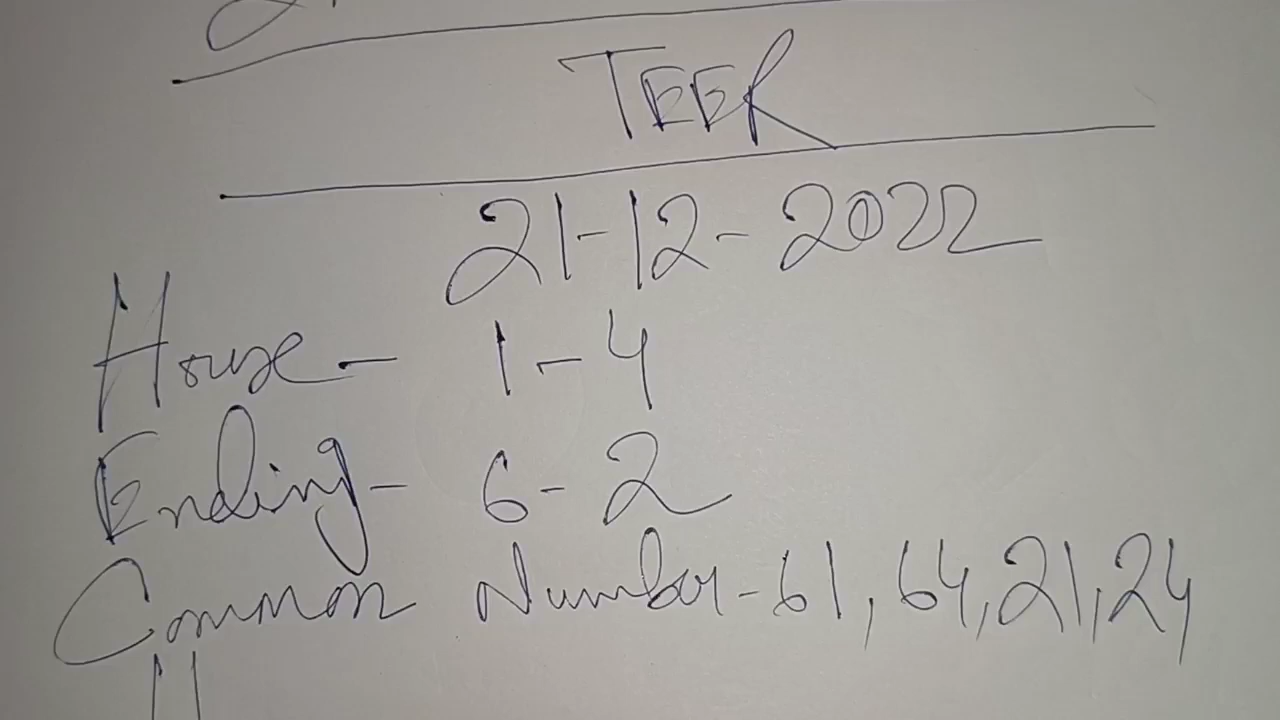 TEER
21-12-2022
House - 1-4
Ending - 6-2
Common Number - 61, 64, 21, 24